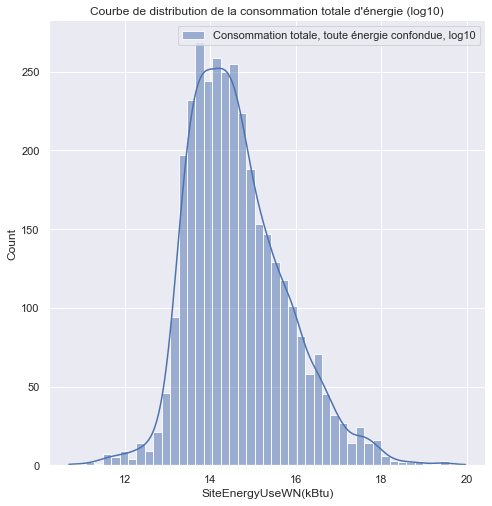 Courbe de distribution de la consommation totale d'énergie (log10)
Consommation totale, toute énergie confondue, log10
Count
250
200
150
100
50
0
12
14
16
18
20
SiteEnergyUseWN(kBtu)